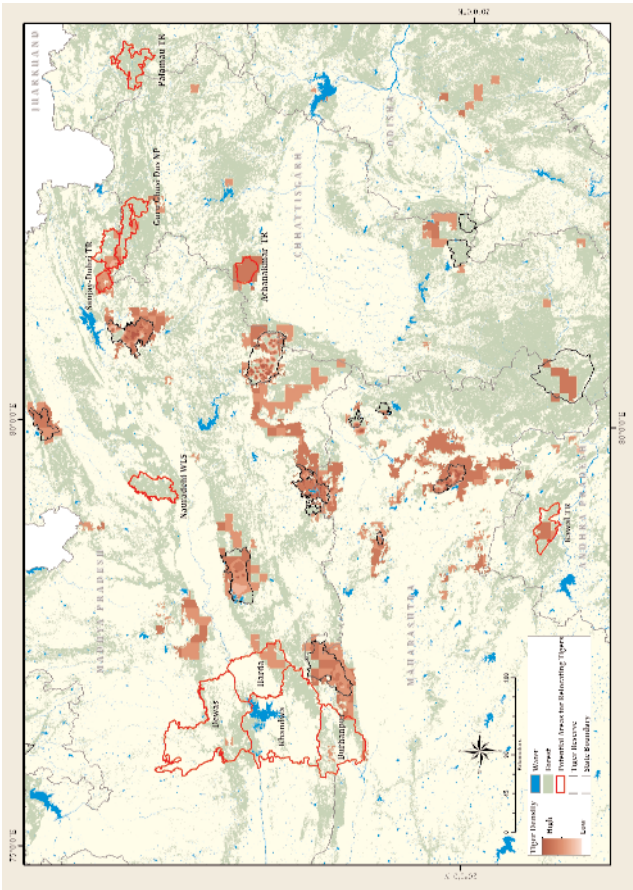 JHARKHAND
Palamau TR
ODISHA
CHHATTISGARH
Guru Ghasi Das NP
Sanjay-Dubri TR
Achanakmar TR
Nauradehi WLS
MADHYA PRADESH
MAHARASHTRA
Kawal TR
Harda
Dewas
Khandwa
Burhanpur
Tiger Density
High
Low
Water
Forest
Potential Areas for Relocating Tigers
Tiger Reserve
State Boundary